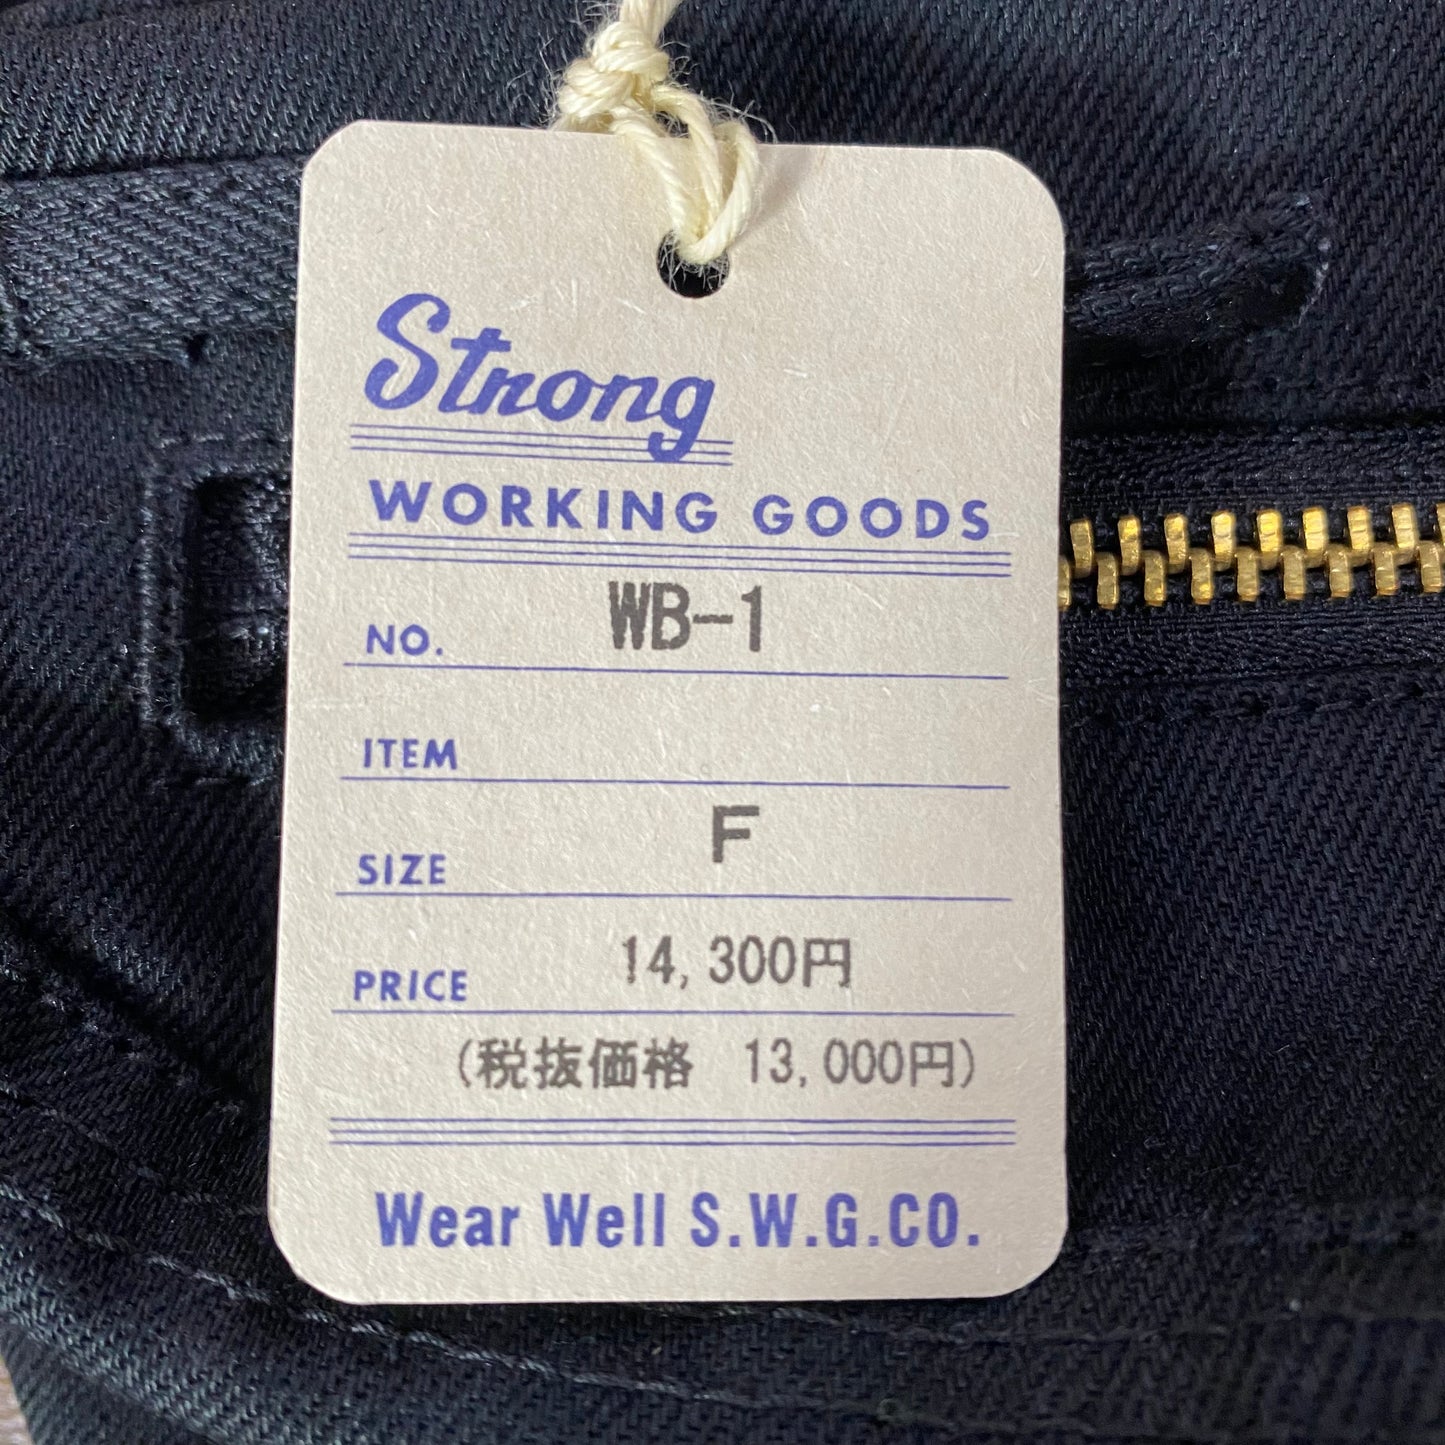 Strong
WORKING GOODS
NO. WB-1
ITEM
SIZE F
PRICE 14,300円
(税抜価格 13,000円)
Wear Well S.W.G.CO.